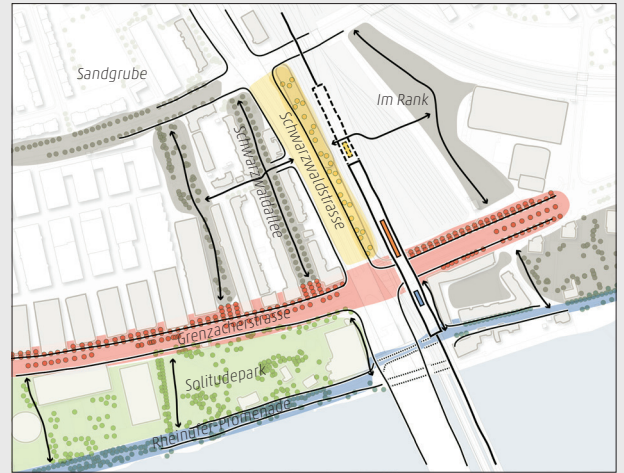 Sandgrube
Im Rank
Schwarzwaldallee
Schwarzwaldstrasse
Grenzacherstrasse
Solitudepark
Rheinufer-Promenade